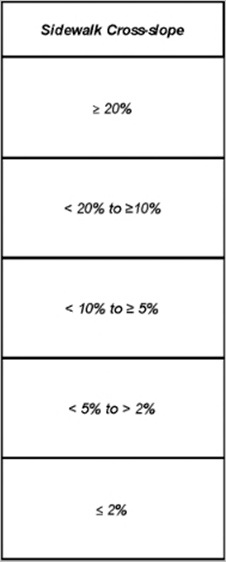 Sidewalk Cross-slope
≥ 20%
< 20% to ≥10%
< 10% to ≥ 5%
< 5% to > 2%
≤ 2%